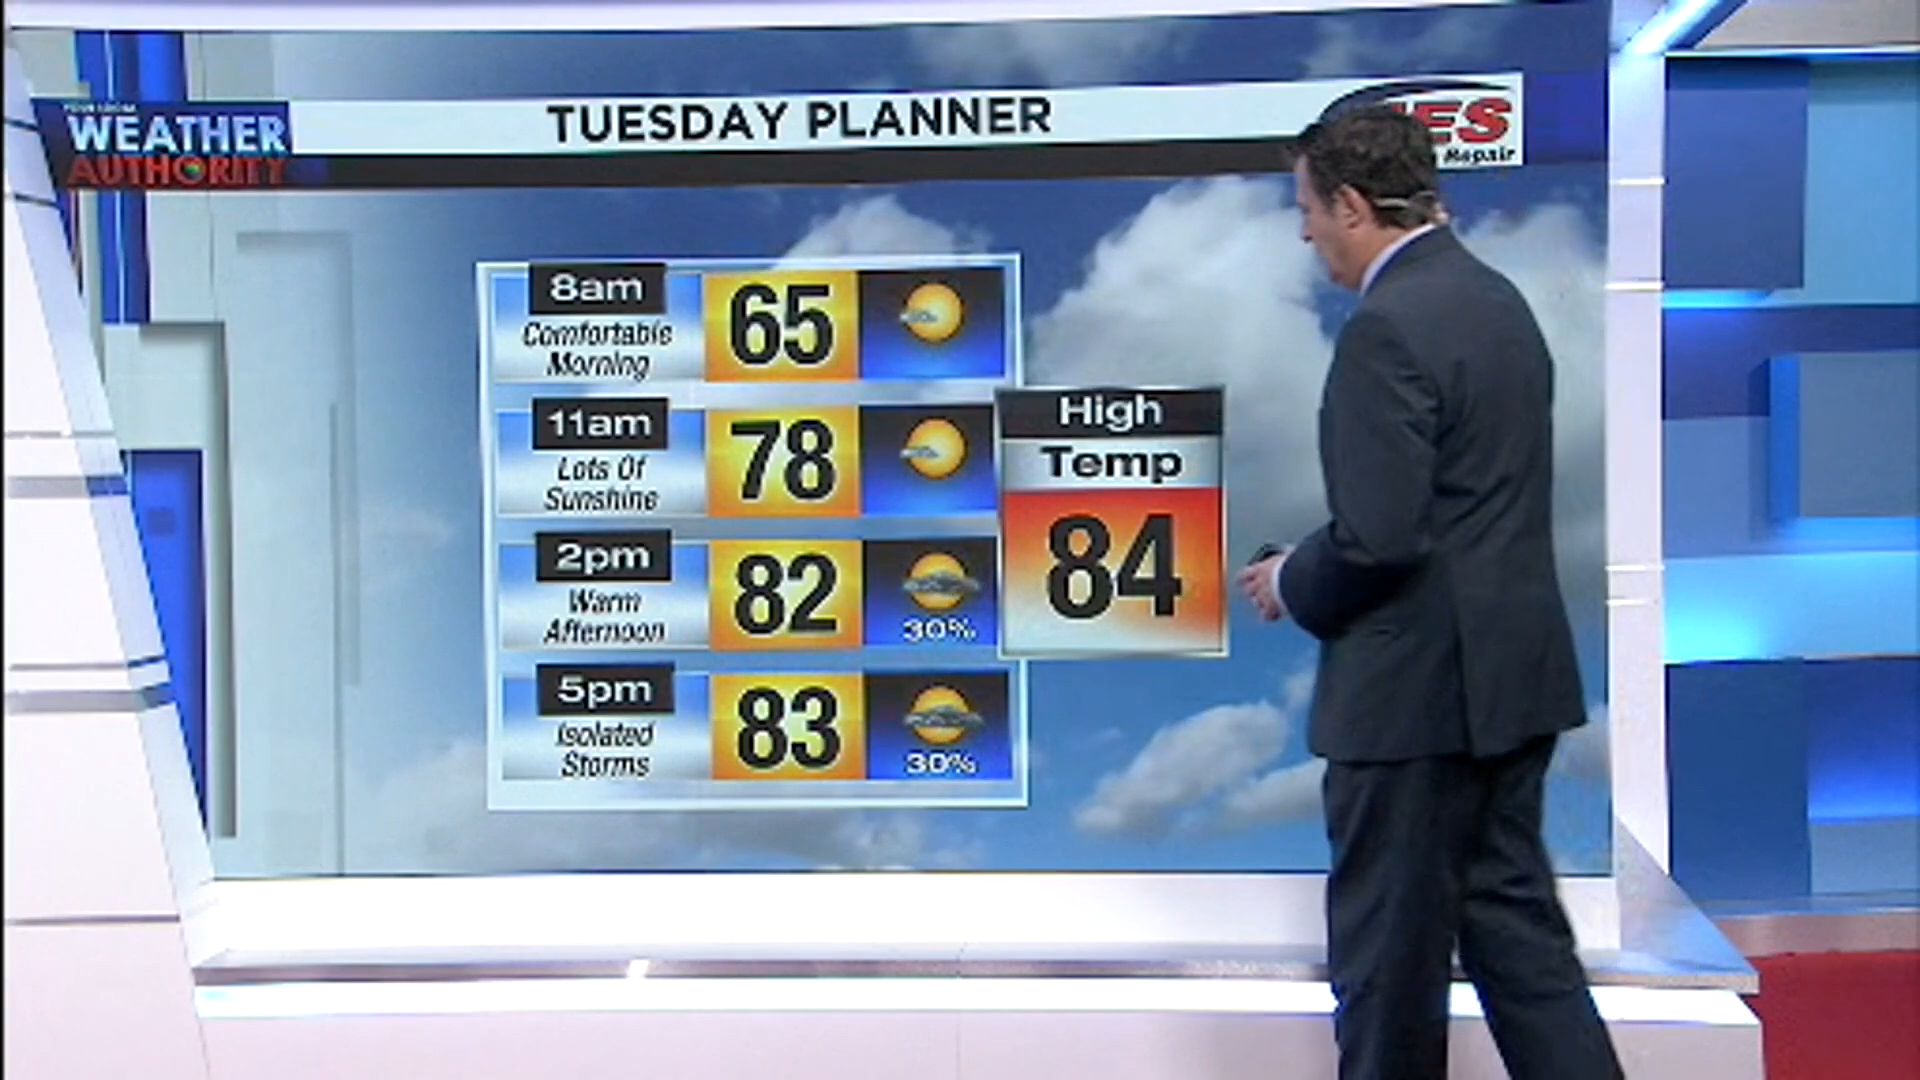 WEATHER
AUTHORITY
TUESDAY PLANNER
ES
Repair
8am
Comfortable
Morning
65
11am
Lots Of
Sunshine
78
2pm
Warm
Afternoon
82
30%
5pm
Isolated
Storms
83
30%
High
Temp
84